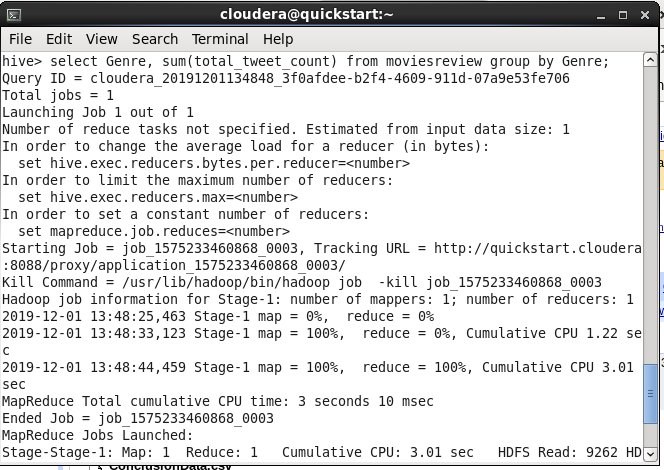 cloudera@quickstart:~
File Edit View Search Terminal Help
hive> select Genre, sum(total_tweet_count) from moviesreview group by Genre;
Query ID = cloudera_20191201134848_3f0afdee-b2f4-4609-911d-07a9e53fe706
Total jobs = 1
Launching Job 1 out of 1
Number of reduce tasks not specified. Estimated from input data size: 1
In order to change the average load for a reducer (in bytes):
  set hive.exec.reducers.bytes.per.reducer=<number>
In order to limit the maximum number of reducers:
  set hive.exec.reducers.max=<number>
In order to set a constant number of reducers:
  set mapreduce.job.reduces=<number>
Starting Job = job_1575233460868_0003, Tracking URL = http://quickstart.cloudera
:8088/proxy/application_1575233460868_0003/
Kill Command = /usr/lib/hadoop/bin/hadoop job  -kill job_1575233460868_0003
Hadoop job information for Stage-1: number of mappers: 1; number of reducers: 1
2019-12-01 13:48:25,463 Stage-1 map = 0%,  reduce = 0%
2019-12-01 13:48:33,123 Stage-1 map = 100%,  reduce = 0%, Cumulative CPU 1.22 se
c
2019-12-01 13:48:44,459 Stage-1 map = 100%,  reduce = 100%, Cumulative CPU 3.01
sec
MapReduce Total cumulative CPU time: 3 seconds 10 msec
Ended Job = job_1575233460868_0003
MapReduce Jobs Launched:
Stage-Stage-1: Map: 1  Reduce: 1   Cumulative CPU: 3.01 sec   HDFS Read: 9262 HD
ConclusionData.csv